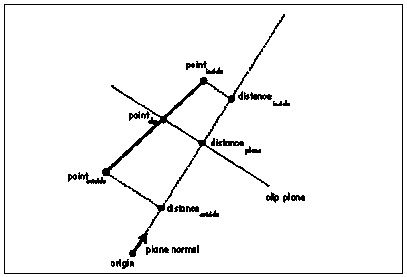 point inside
distance inside
point
distance plane
point outside
clip plane
distance outside
plane normal
origin